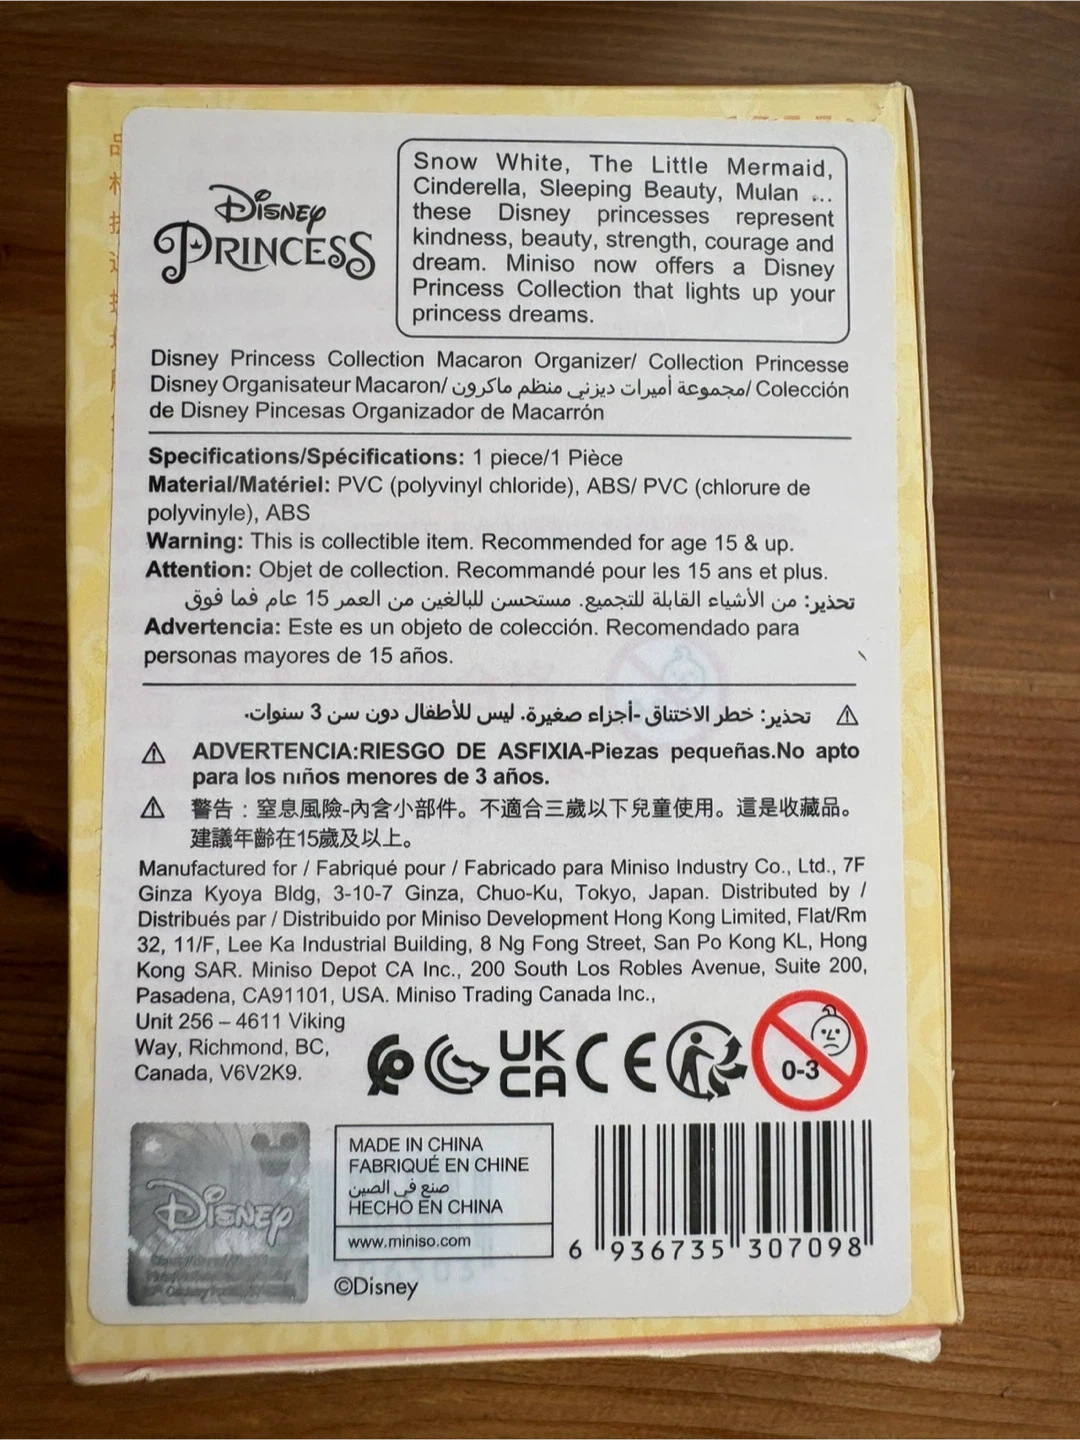 Disney
PRINCESS
Snow White, The Little Mermaid,
Cinderella, Sleeping Beauty, Mulan ...
these Disney princesses represent
kindness, beauty, strength, courage and
dream. Miniso now offers a Disney
Princess Collection that lights up your
princess dreams.
Disney Princess Collection Macaron Organizer/ Collection Princesse
Disney Organisateur Macaron/ مجموعة أميرات ديزني منظم ماكرون/ Colección
de Disney Pincesas Organizador de Macarrón
Specifications/Spécifications: 1 piece/1 Pièce
Material/Matériel: PVC (polyvinyl chloride), ABS/ PVC (chlorure de
polyvinyle), ABS
Warning: This is collectible item. Recommended for age 15 & up.
Attention: Objet de collection. Recommandé pour les 15 ans et plus.
تحذير: من الأشياء القابلة للتجميع. مستحسن للبالغين من العمر 15 عام فما فوق
Advertencia: Este es un objeto de colección. Recomendado para
personas mayores de 15 años.
⚠ تحذير: خطر الاختناق -أجزاء صغيرة. ليس للأطفال دون سن 3 سنوات.
⚠ ADVERTENCIA:RIESGO DE ASFIXIA-Piezas pequeñas.No apto
para los niños menores de 3 años.
⚠ 警告：窒息風險-內含小部件。不適合三歲以下兒童使用。這是收藏品。
建議年齡在15歲及以上。
Manufactured for / Fabriqué pour / Fabricado para Miniso Industry Co., Ltd., 7F
Ginza Kyoya Bldg, 3-10-7 Ginza, Chuo-Ku, Tokyo, Japan. Distributed by /
Distribués par / Distribuido por Miniso Development Hong Kong Limited, Flat/Rm
32, 11/F, Lee Ka Industrial Building, 8 Ng Fong Street, San Po Kong KL, Hong
Kong SAR. Miniso Depot CA Inc., 200 South Los Robles Avenue, Suite 200,
Pasadena, CA91101, USA. Miniso Trading Canada Inc.,
Unit 256 – 4611 Viking
Way, Richmond, BC,
Canada, V6V2K9.
UK
CA
CE
0-3
Disney
MADE IN CHINA
FABRIQUÉ EN CHINE
صنع في الصين
HECHO EN CHINA
www.miniso.com
©Disney
6 936735 307098